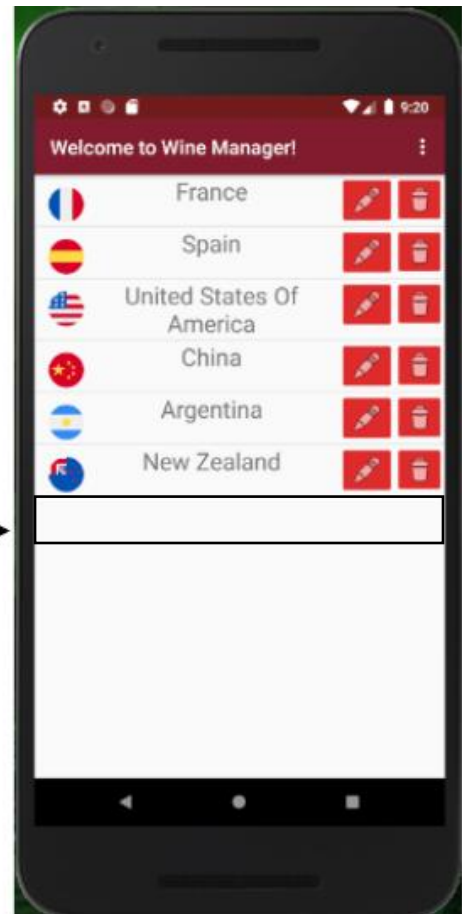 9:20
Welcome to Wine Manager!
France
Spain
United States Of
America
China
Argentina
New Zealand